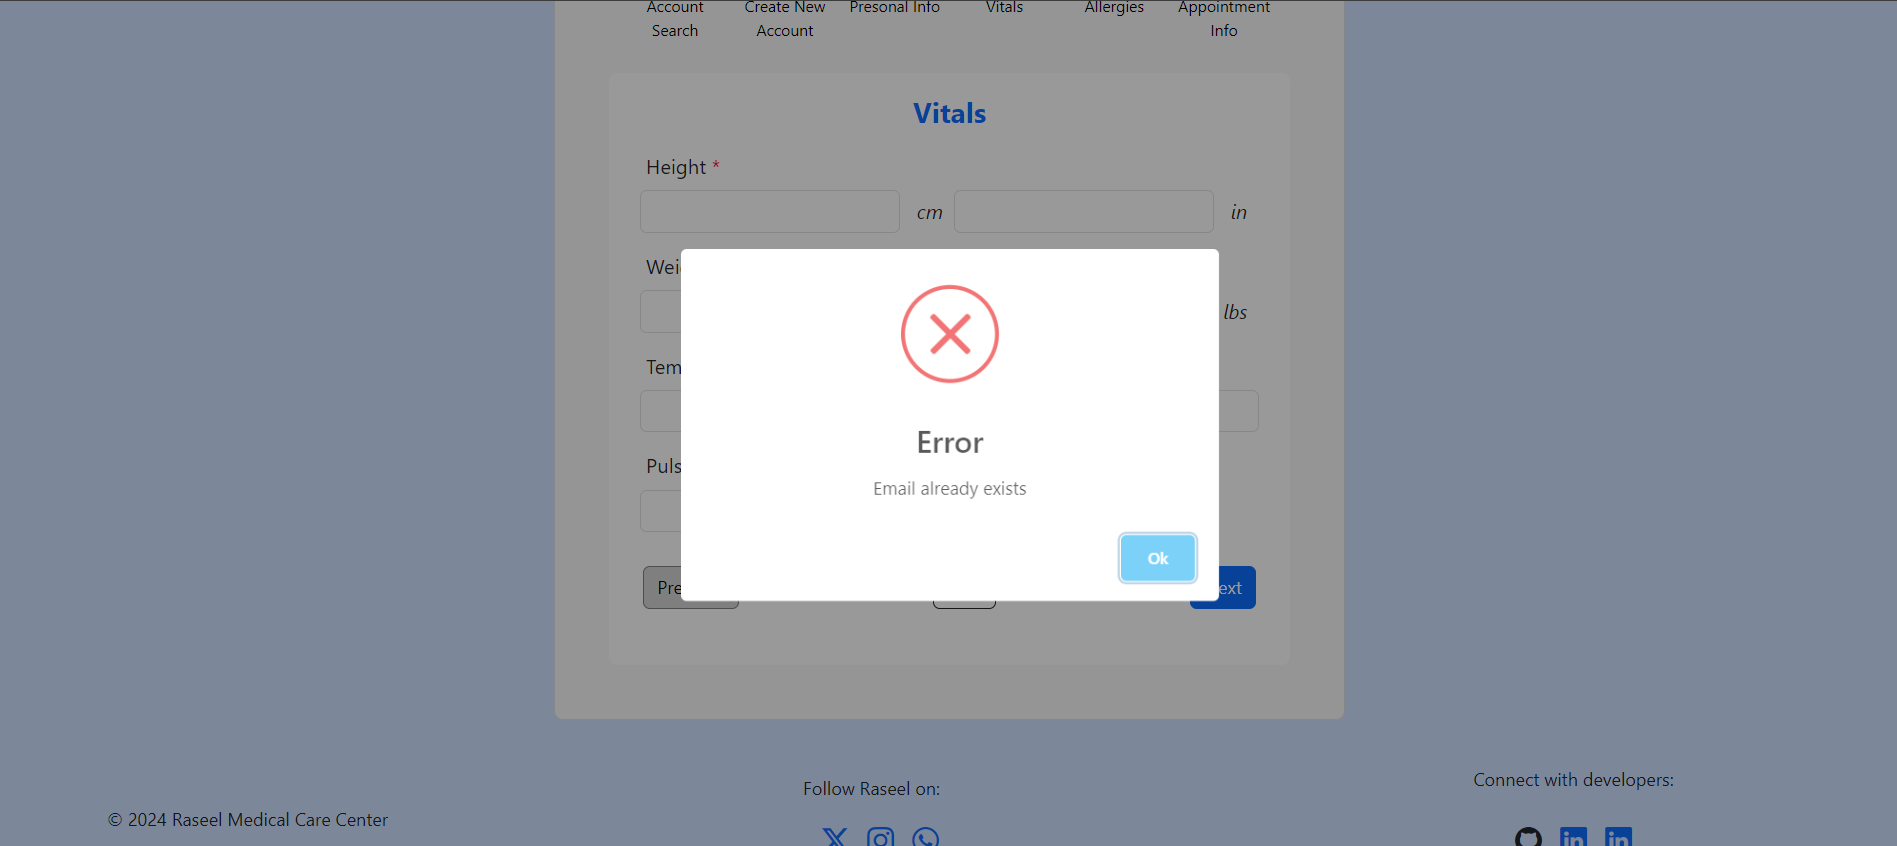 Account Create New Presonal Info Vitals Allergies Appointment
Search Account Info
Vitals
Height *
cm in
Wei
lbs
Tem
Error
Puls
Email already exists
Ok
Pre ext
Follow Raseel on:
Connect with developers:
© 2024 Raseel Medical Care Center